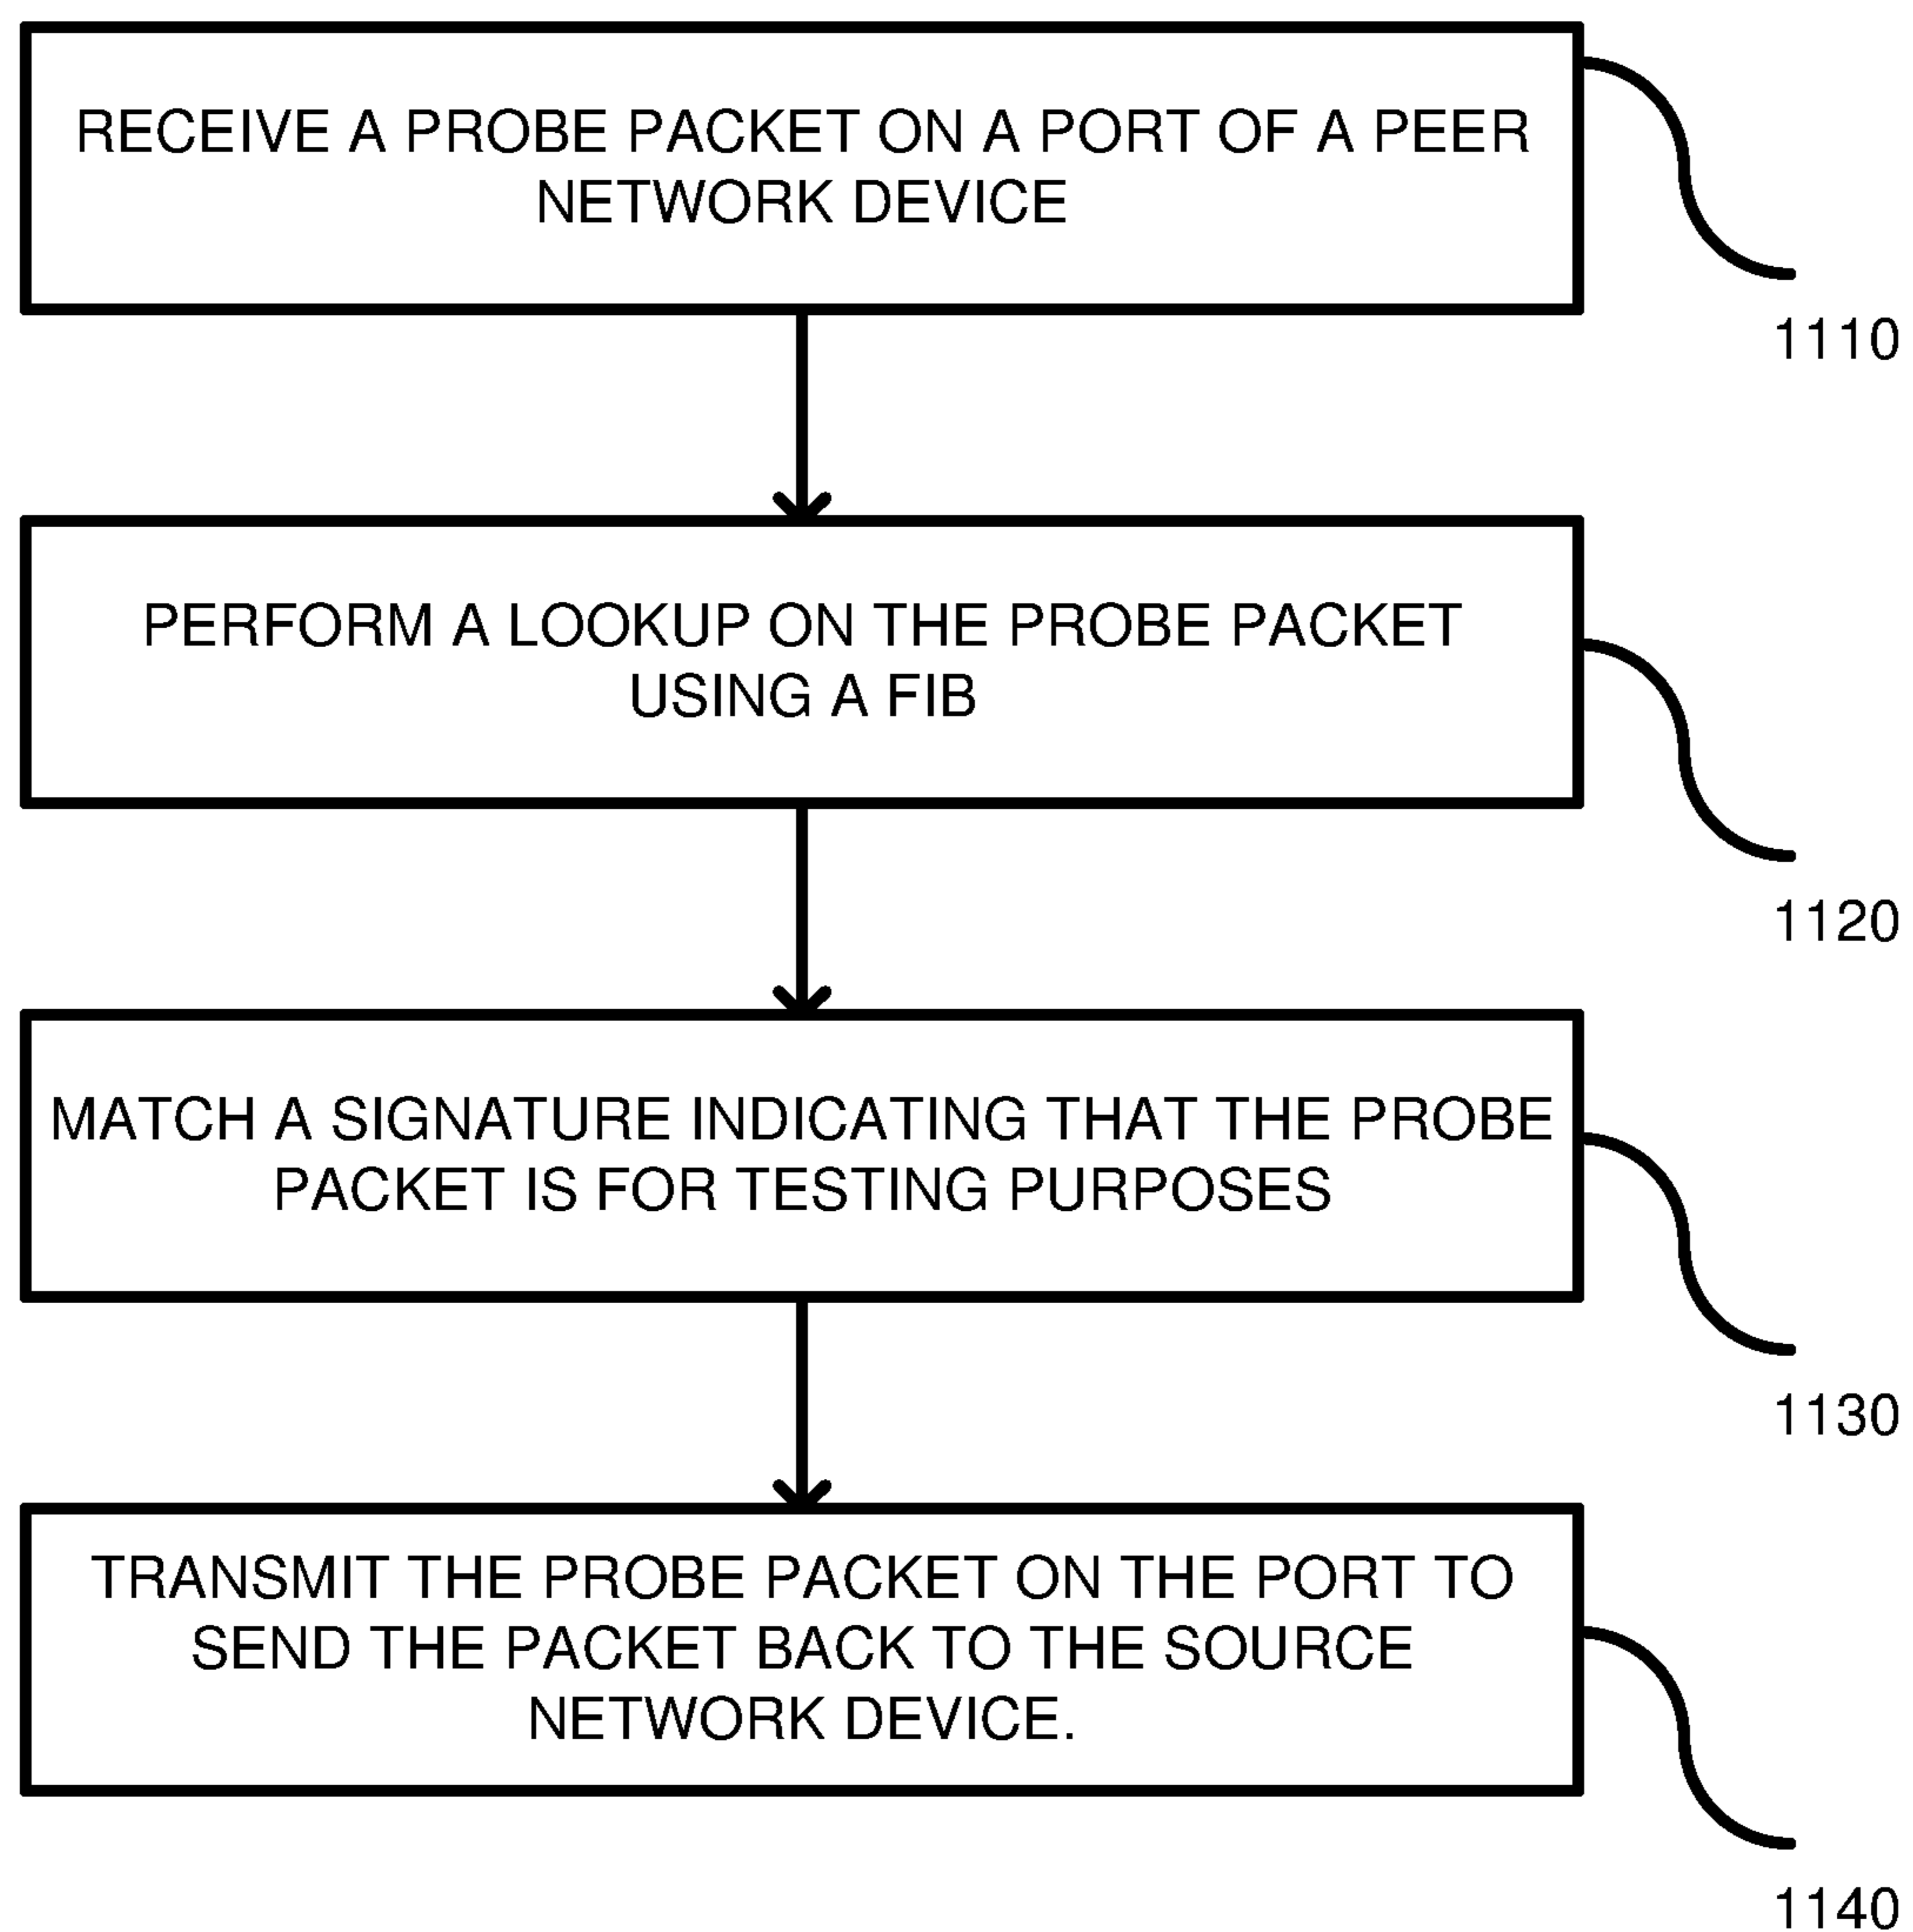 RECEIVE A PROBE PACKET ON A PORT OF A PEER
NETWORK DEVICE
1110
PERFORM A LOOKUP ON THE PROBE PACKET
USING A FIB
1120
MATCH A SIGNATURE INDICATING THAT THE PROBE
PACKET IS FOR TESTING PURPOSES
1130
TRANSMIT THE PROBE PACKET ON THE PORT TO
SEND THE PACKET BACK TO THE SOURCE
NETWORK DEVICE.
1140